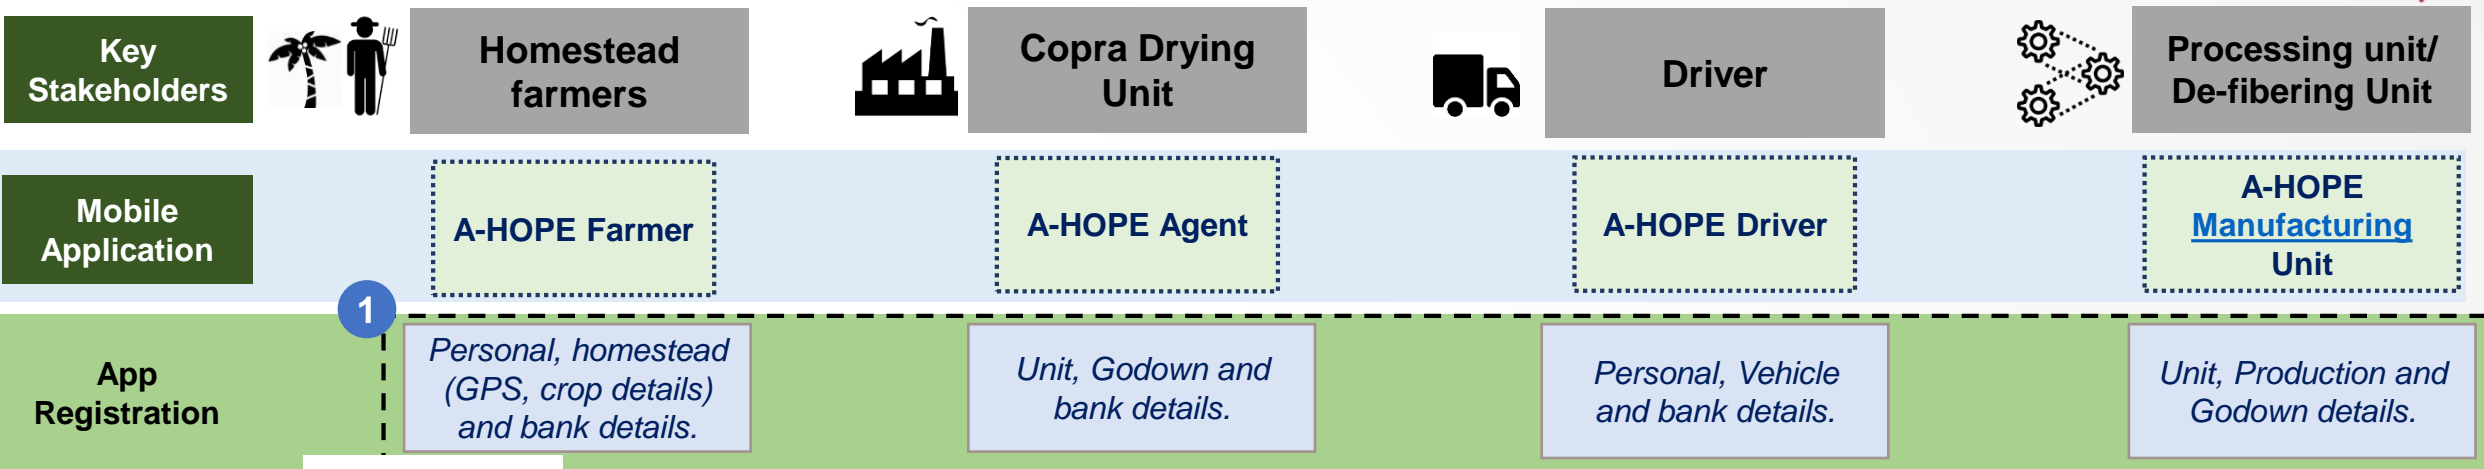 Key
Stakeholders
Homestead
farmers
Copra Drying
Unit
Driver
Processing unit/
De-fibering Unit
Mobile
Application
A-HOPE Farmer
A-HOPE Agent
A-HOPE Driver
A-HOPE
Manufacturing
Unit
1
App
Registration
Personal, homestead
(GPS, crop details)
and bank details.
Unit, Godown and
bank details.
Personal, Vehicle
and bank details.
Unit, Production and
Godown details.